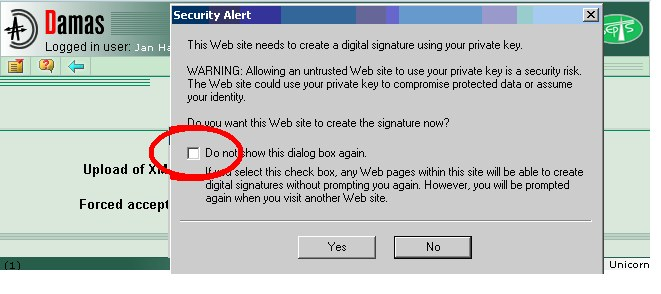 Damas
Logged in user: Jan Ha
Security Alert
This Web site needs to create a digital signature using your private key.
WARNING: Allowing an untrusted Web site to use your private key is a security risk.
The Web site could use your private key to compromise protected data or assume
your identity.
Do you want this Web site to create the signature now?
Do not show this dialog box again.
If you select this check box, any Web pages within this site will be able to create
digital signatures without prompting you again. However, you will be prompted
again when you visit another Web site.
Upload of XM
Forced accept
Yes
No
(1)
Unicorn